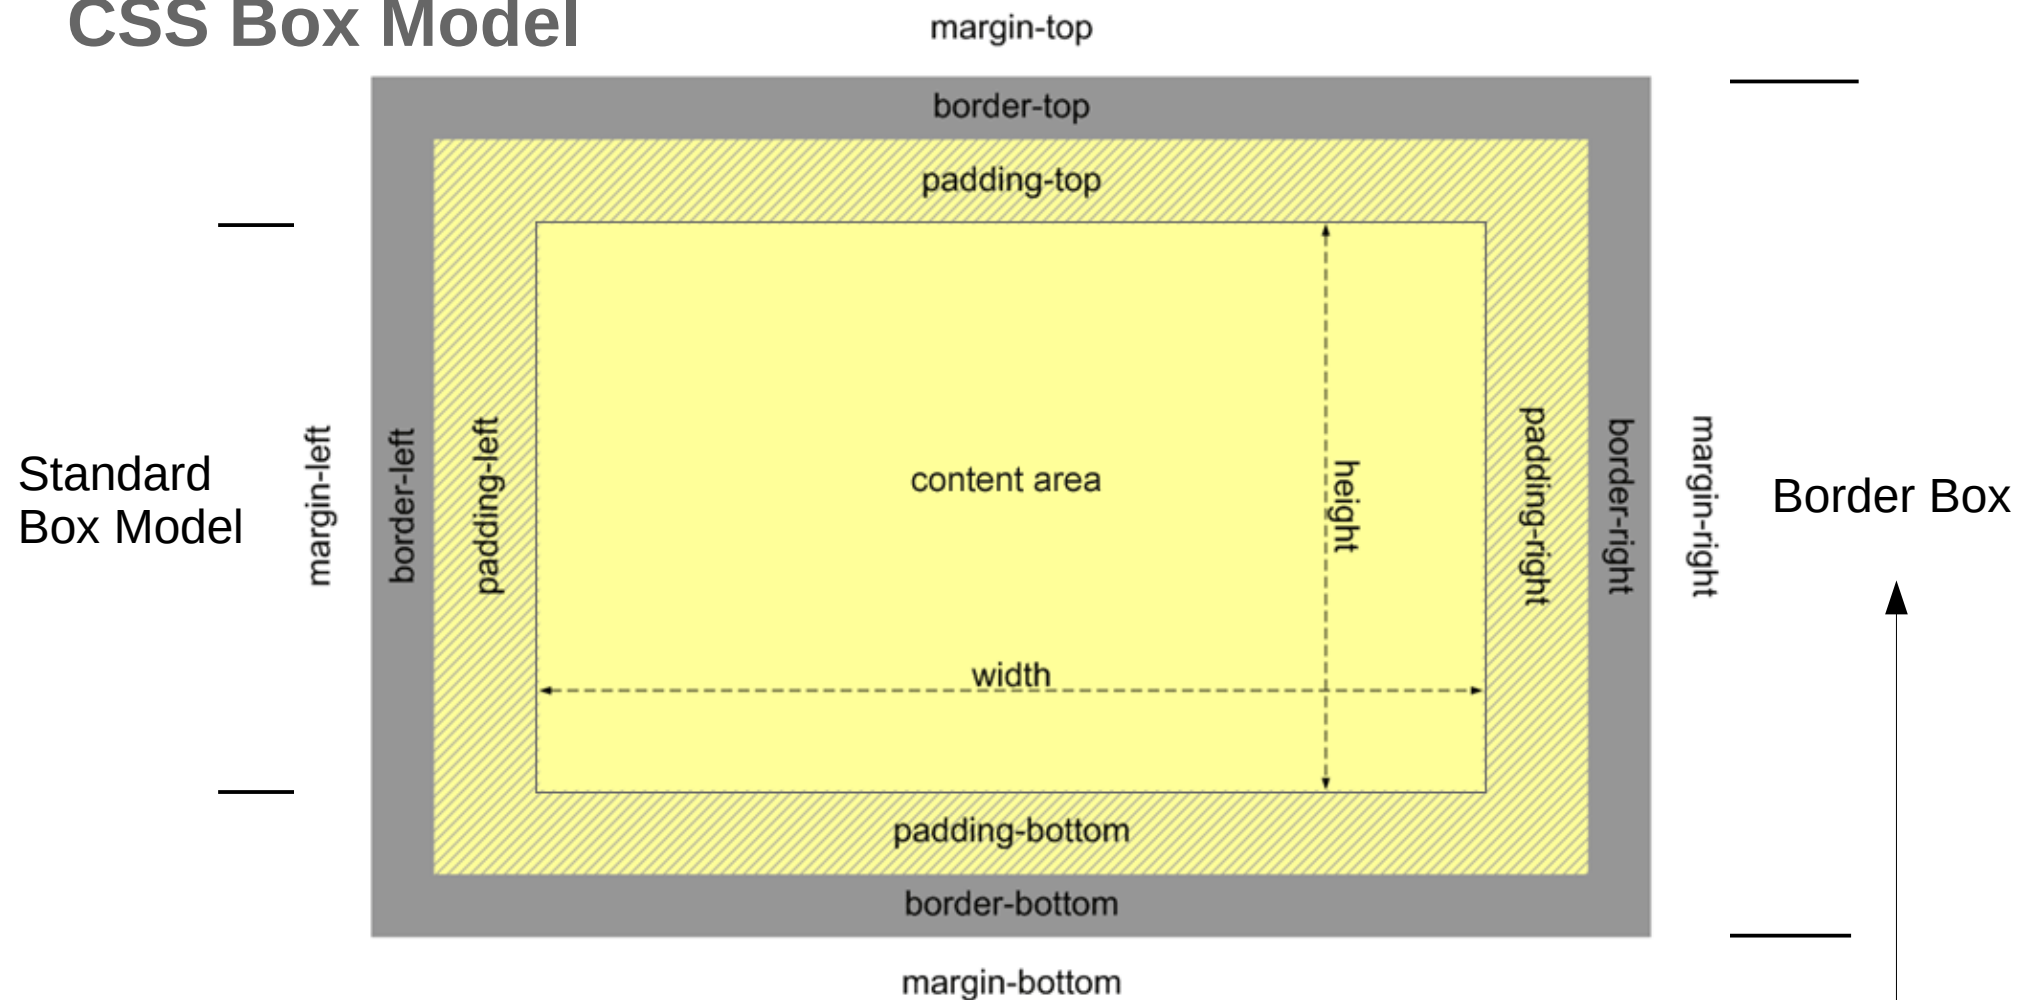 CSS Box Model
margin-top
border-top
padding-top
Standard
Box Model
margin-left
border-left
padding-left
content area
height
padding-right
border-right
margin-right
Border Box
width
padding-bottom
border-bottom
margin-bottom